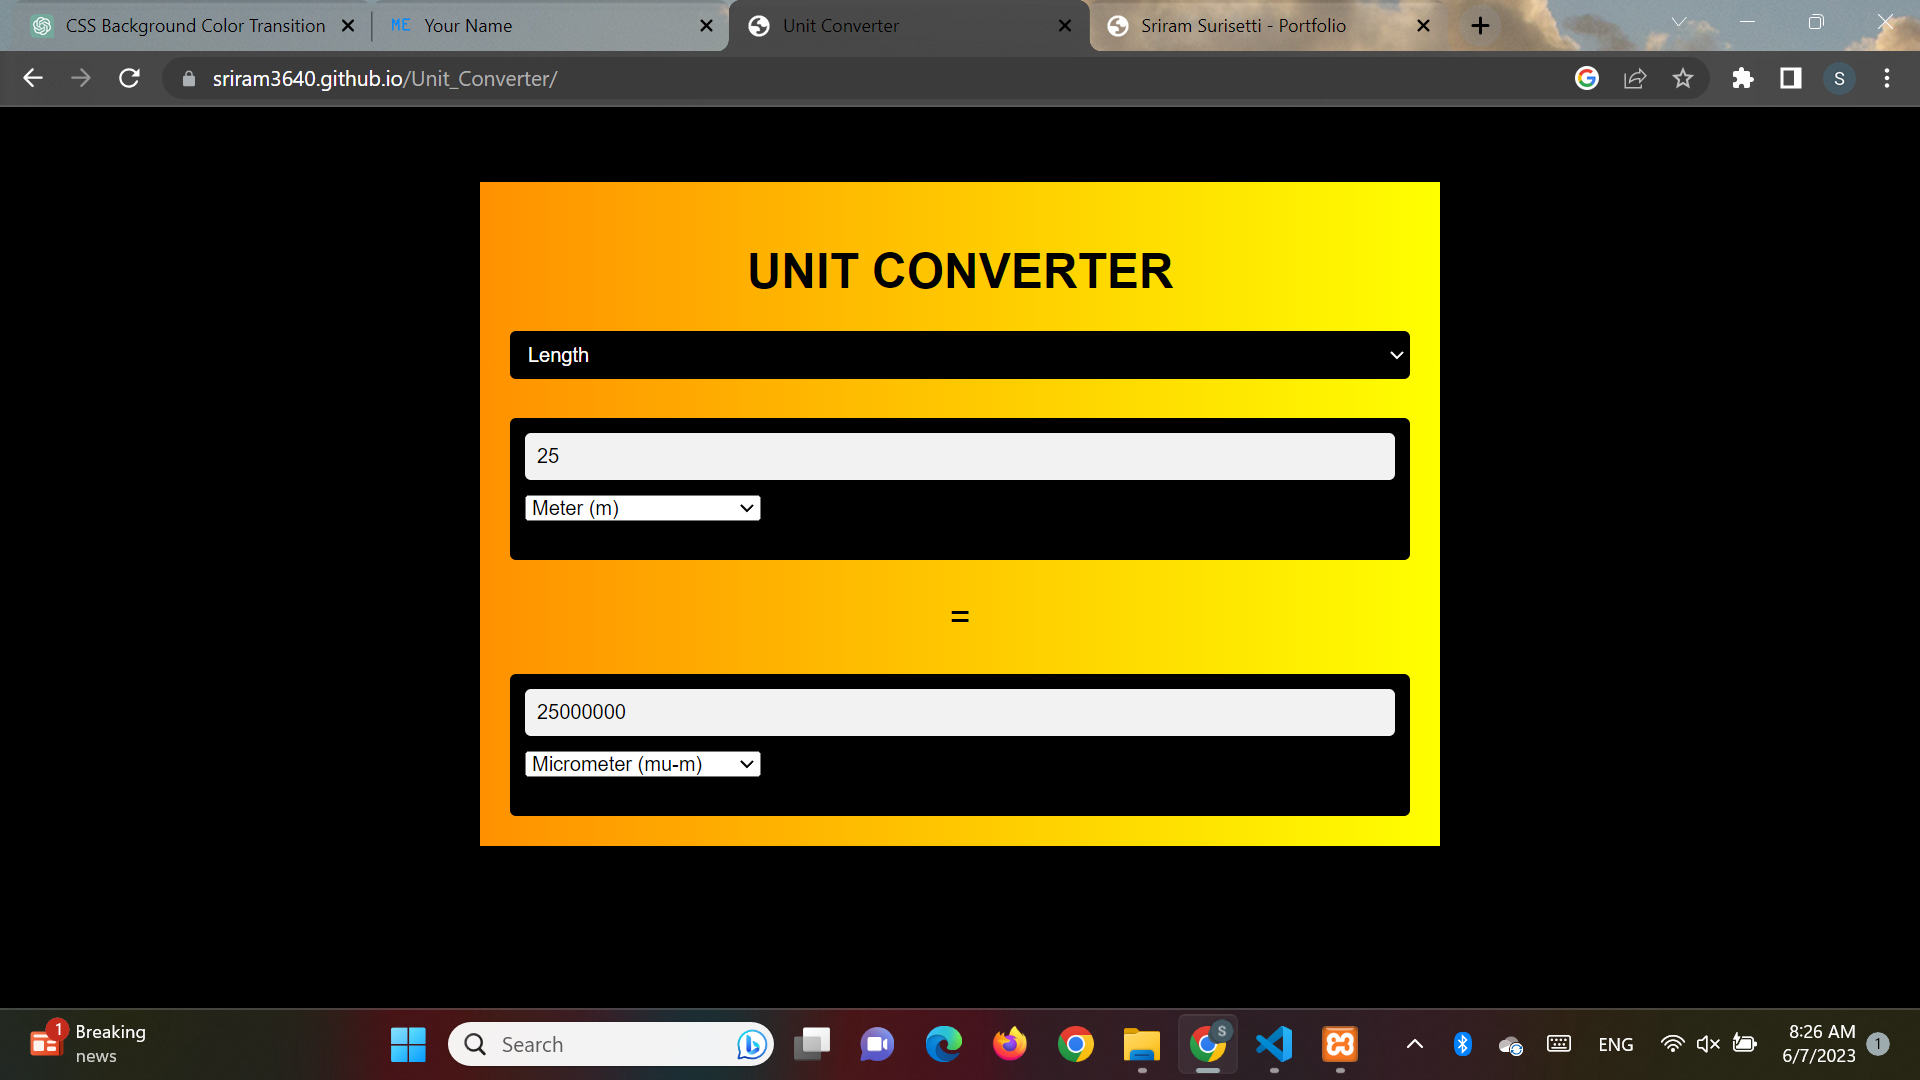 CSS Background Color Transition
ME Your Name
Unit Converter
Sriram Surisetti - Portfolio
sriram3640.github.io/Unit_Converter/
S
UNIT CONVERTER
Length
25
Meter (m)
=
25000000
Micrometer (mu-m)
1
Breaking
news
Search
S
ENG
8:26 AM
6/7/2023
1